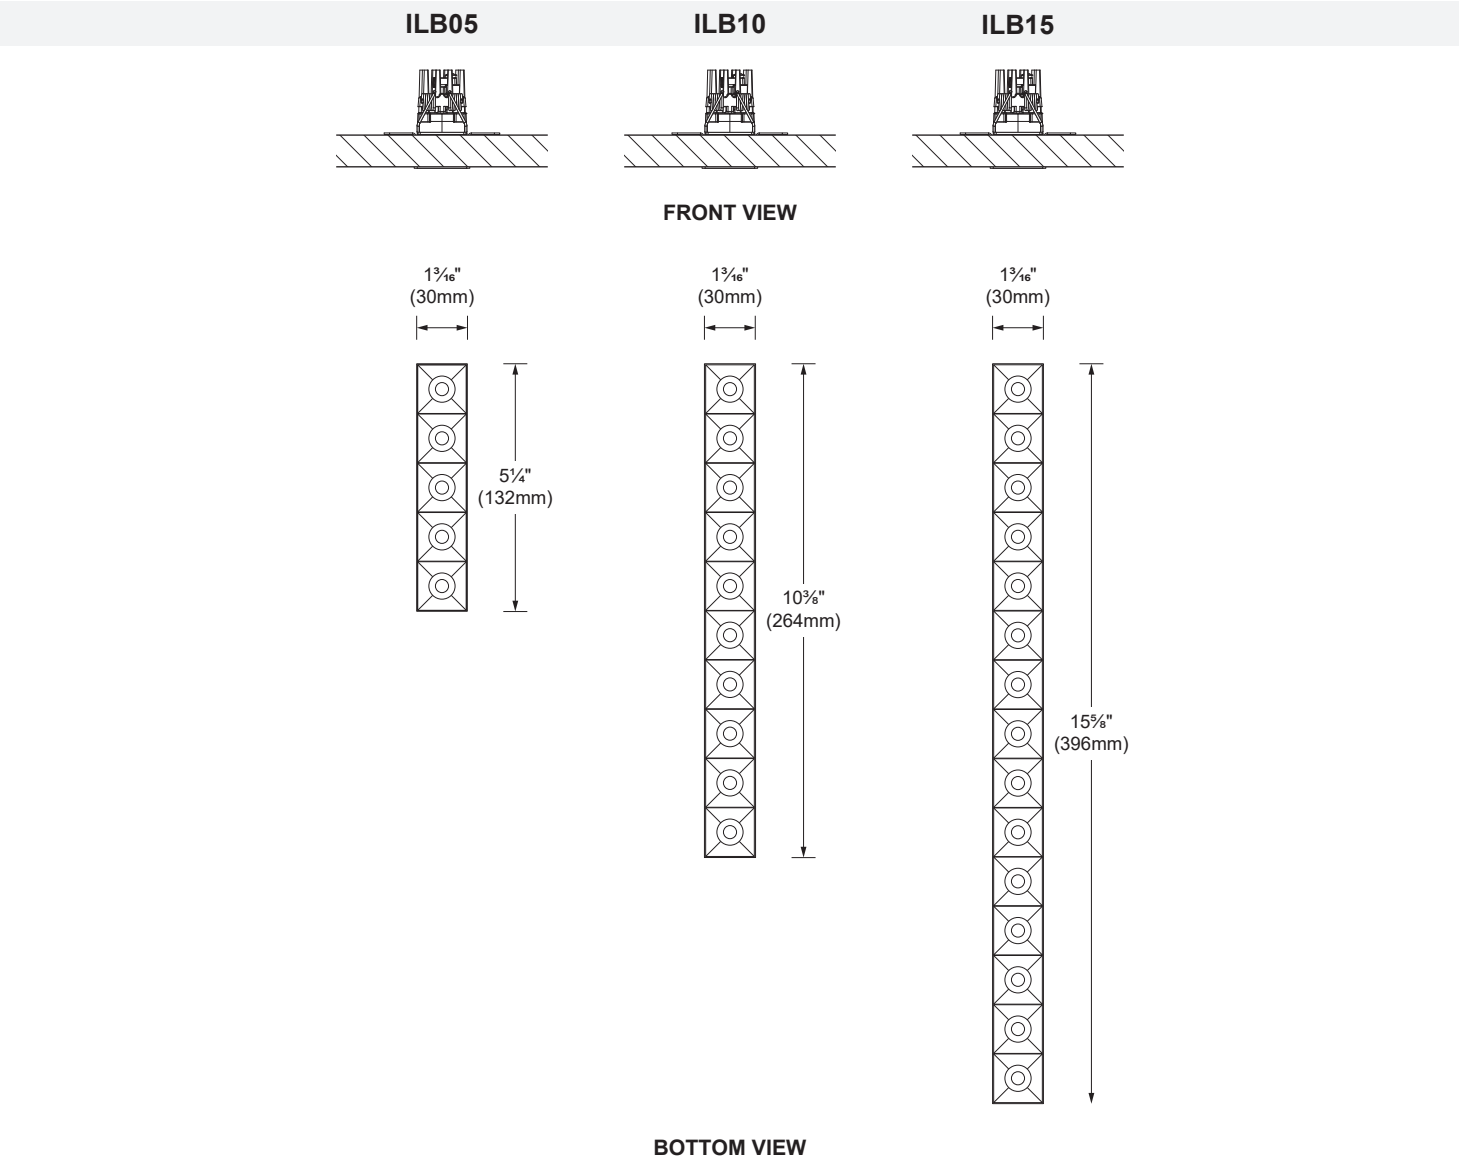 ILB05 ILB10 ILB15
FRONT VIEW
1³⁄₁₆" 1³⁄₁₆" 1³⁄₁₆"
(30mm) (30mm) (30mm)
5¼"
(132mm)
10⅜"
(264mm)
15⅝"
(396mm)
BOTTOM VIEW